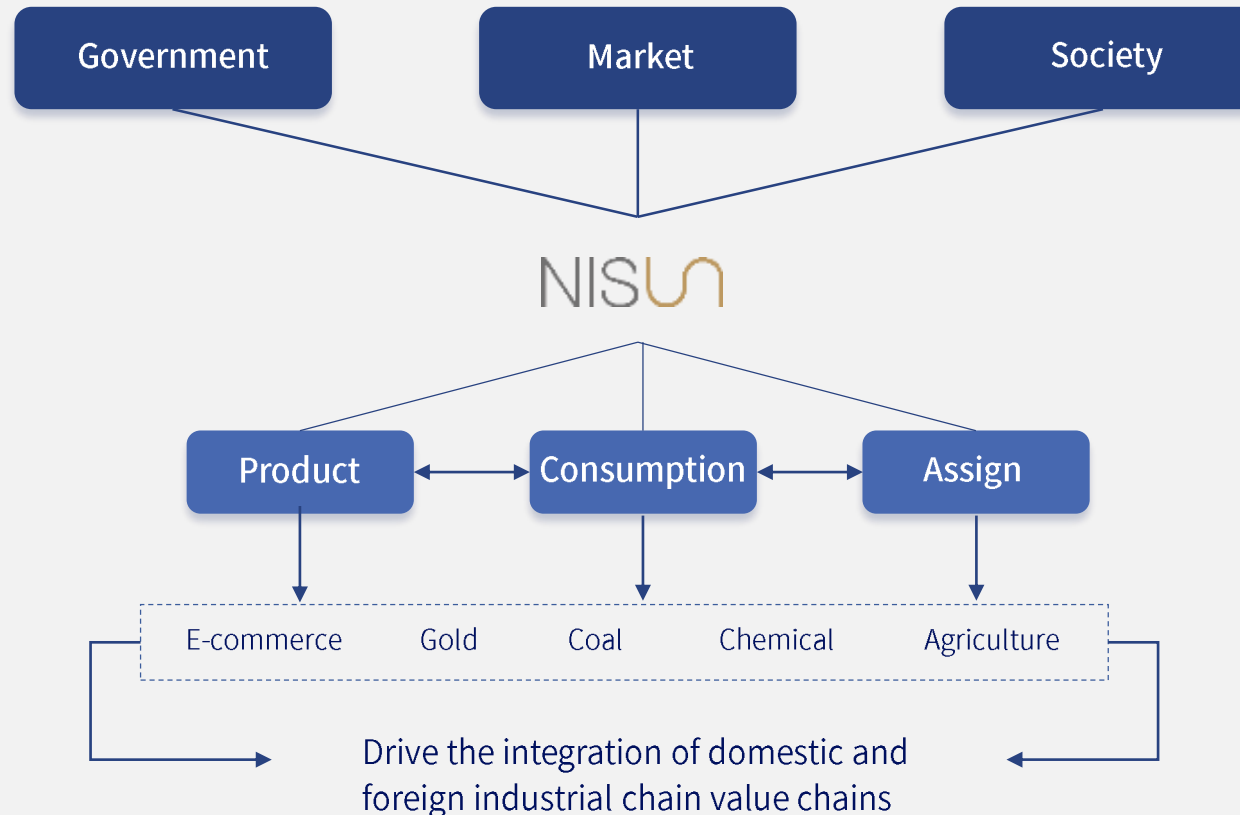 Government
Market
Society
NISUN
Product
Consumption
Assign
E-commerce
Gold
Coal
Chemical
Agriculture
Drive the integration of domestic and
foreign industrial chain value chains